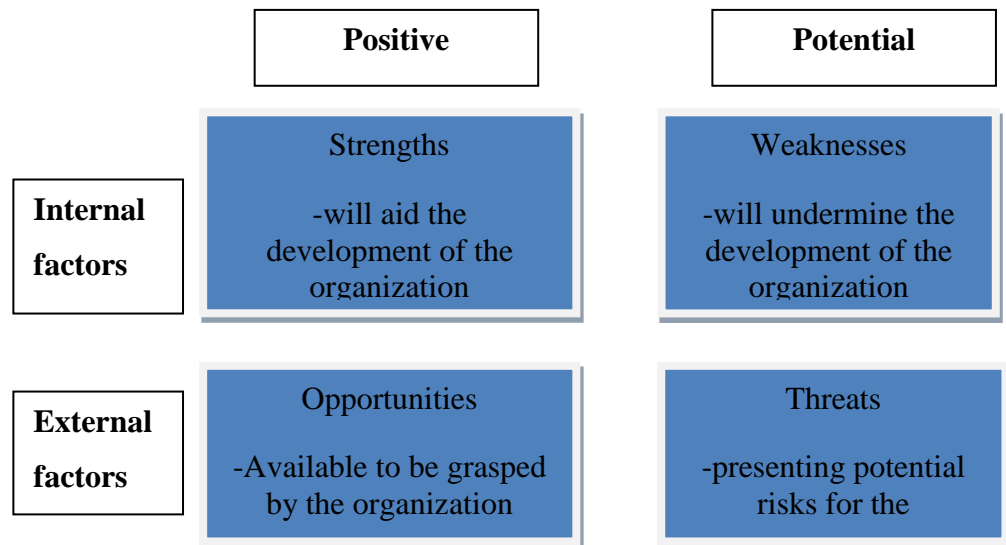 Positive
Potential
Internal
factors
Strengths
-will aid the
development of the
organization
Weaknesses
-will undermine the
development of the
organization
External
factors
Opportunities
-Available to be grasped
by the organization
Threats
-presenting potential
risks for the